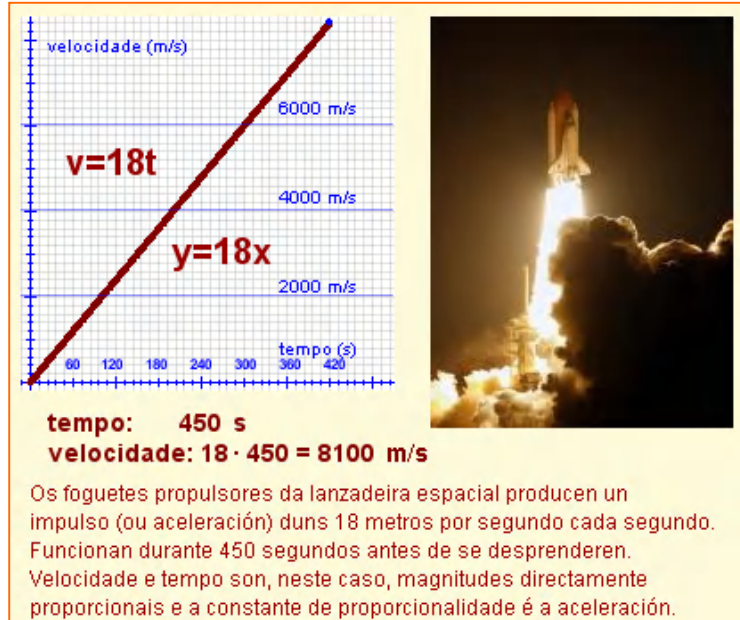 velocidade (m/s)
6000 m/s
v=18t
4000 m/s
y=18x
2000 m/s
tempo (s)
60 120 180 240 300 360 420
tempo: 450 s
velocidade: 18 · 450 = 8100 m/s
Os foguetes propulsores da lanzadeira espacial producen un
impulso (ou aceleración) duns 18 metros por segundo cada segundo.
Funcionan durante 450 segundos antes de se desprenderen.
Velocidade e tempo son, neste caso, magnitudes directamente
proporcionais e a constante de proporcionalidade é a aceleración.